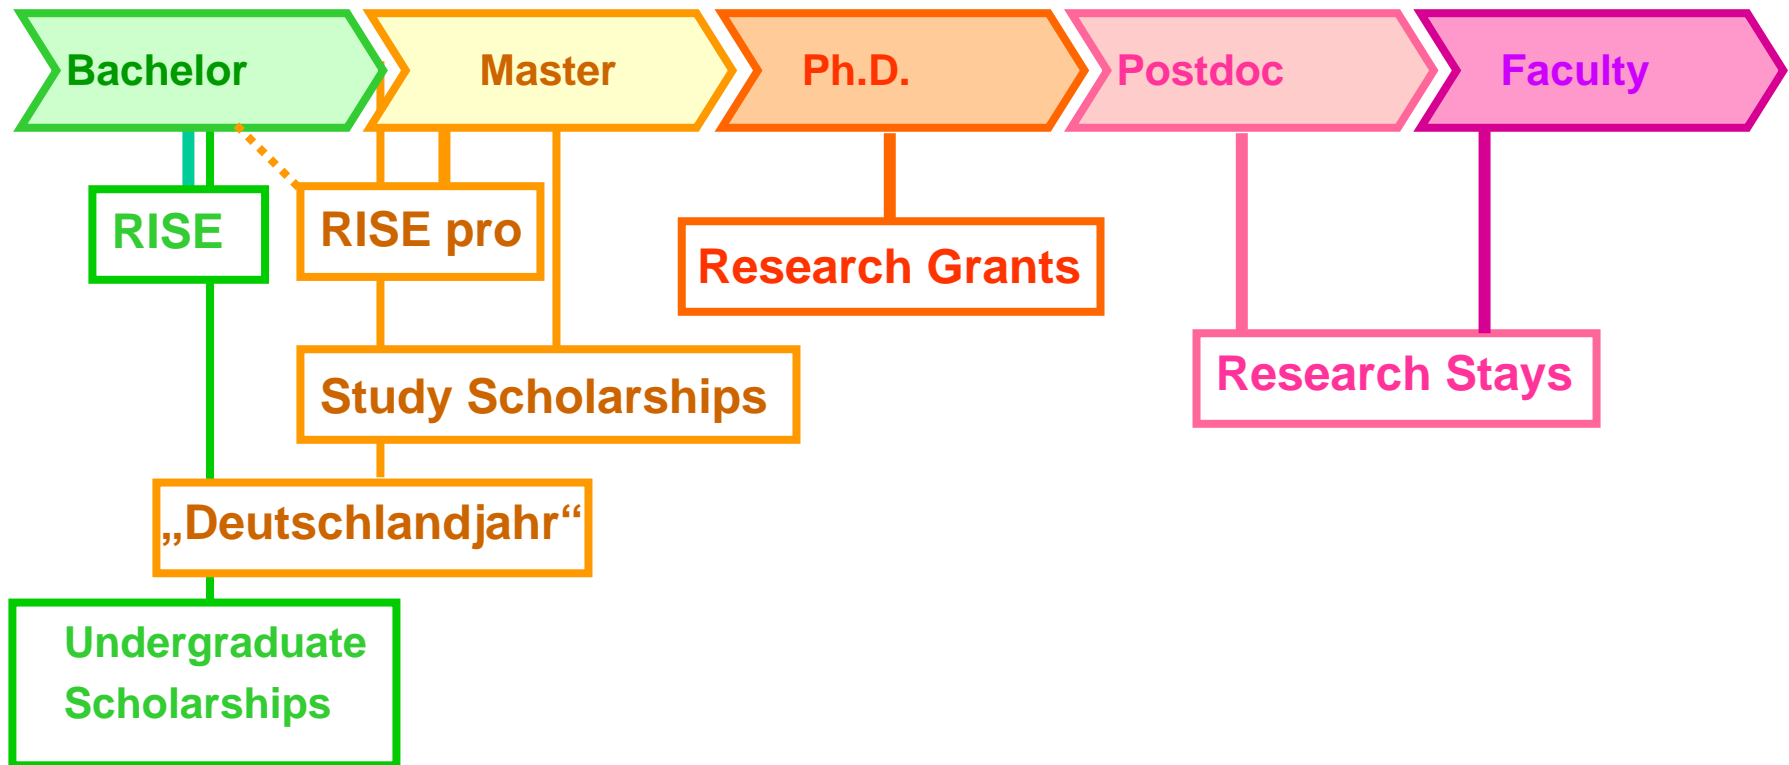 Bachelor
Master
Ph.D.
Postdoc
Faculty
RISE
RISE pro
Research Grants
Study Scholarships
Research Stays
„Deutschlandjahr“
Undergraduate
Scholarships